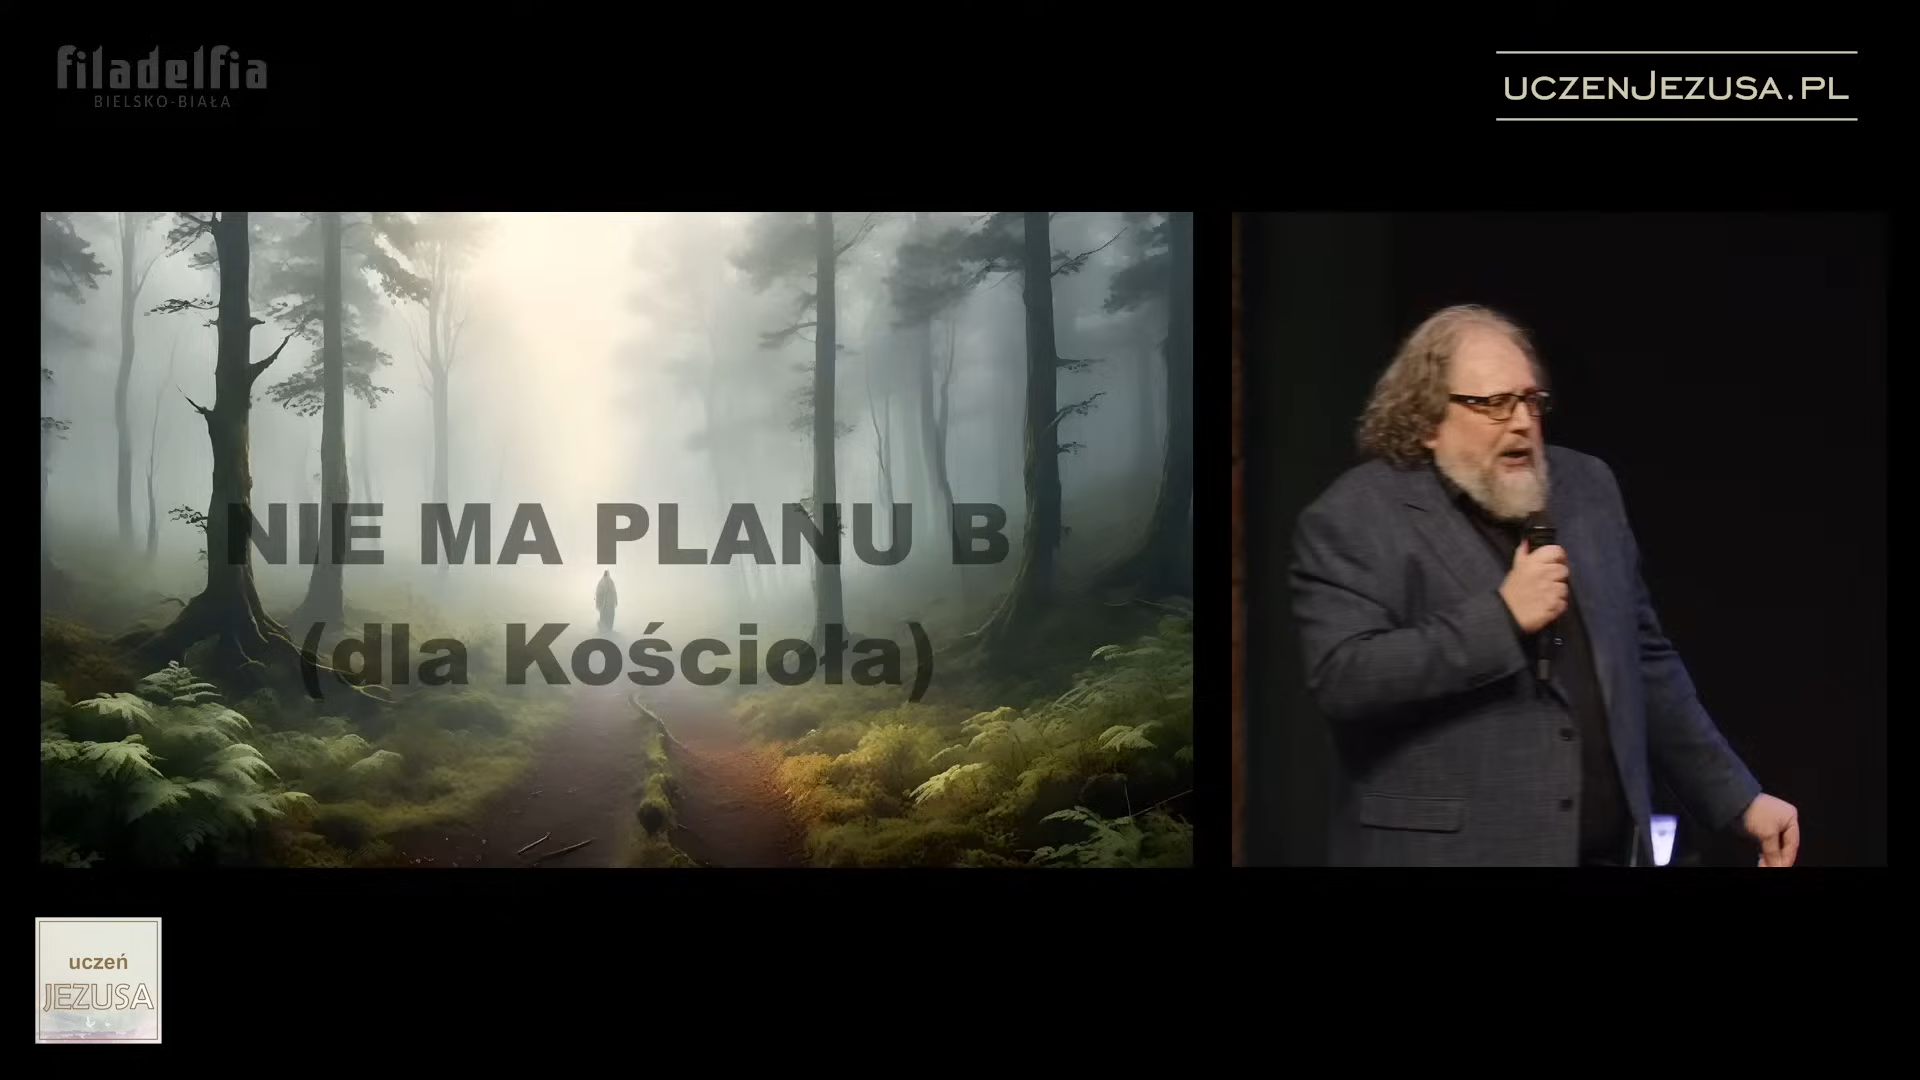 filadelfia
BIELSKO-BIAŁA
UCZENJEZUSA.PL
NIE MA PLANU B
(dla Kościoła)
uczeń
JEZUSA